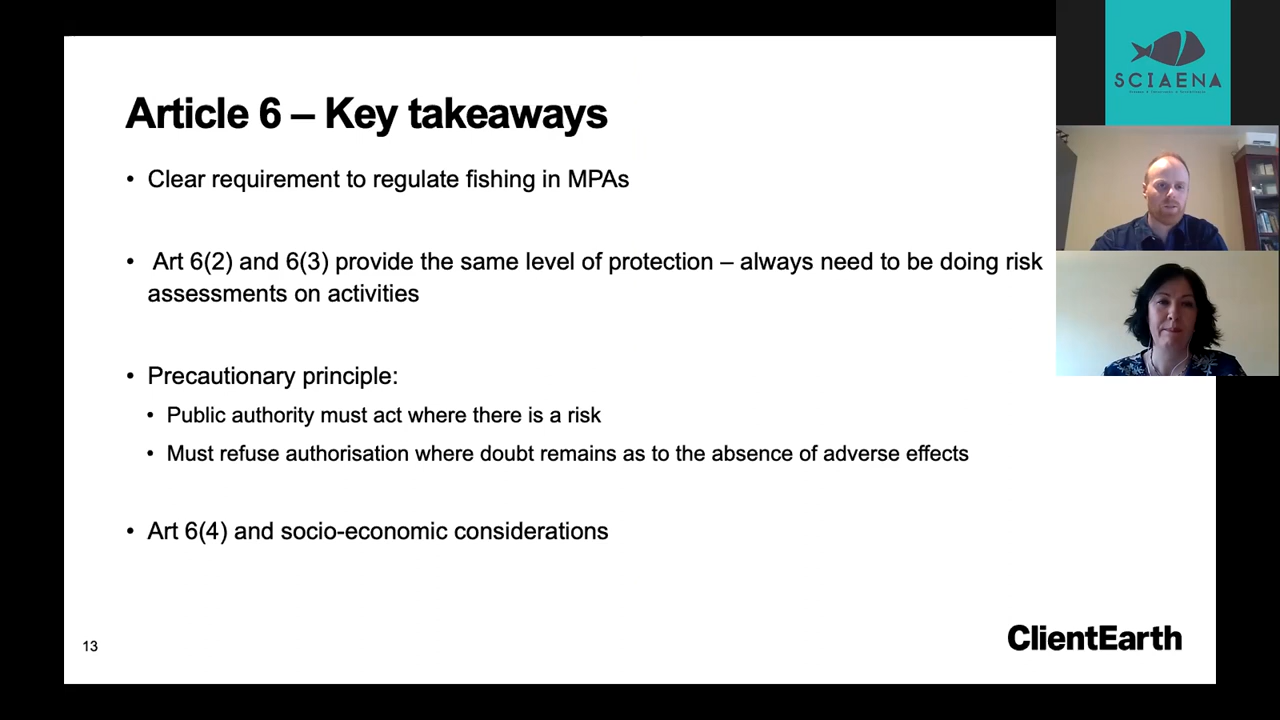 Article 6 – Key takeaways
• Clear requirement to regulate fishing in MPAs
• Art 6(2) and 6(3) provide the same level of protection – always need to be doing risk
assessments on activities
• Precautionary principle:
• Public authority must act where there is a risk
• Must refuse authorisation where doubt remains as to the absence of adverse effects
• Art 6(4) and socio-economic considerations
13
ClientEarth
SCIAENA